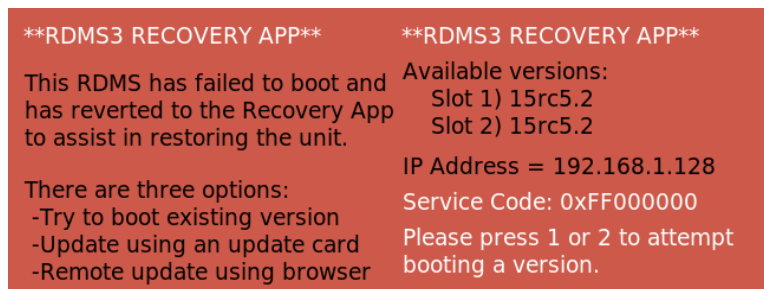 **RDMS3 RECOVERY APP**
This RDMS has failed to boot and
has reverted to the Recovery App
to assist in restoring the unit.
There are three options:
-Try to boot existing version
-Update using an update card
-Remote update using browser
**RDMS3 RECOVERY APP**
Available versions:
Slot 1) 15rc5.2
Slot 2) 15rc5.2
IP Address = 192.168.1.128
Service Code: 0xFF000000
Please press 1 or 2 to attempt
booting a version.